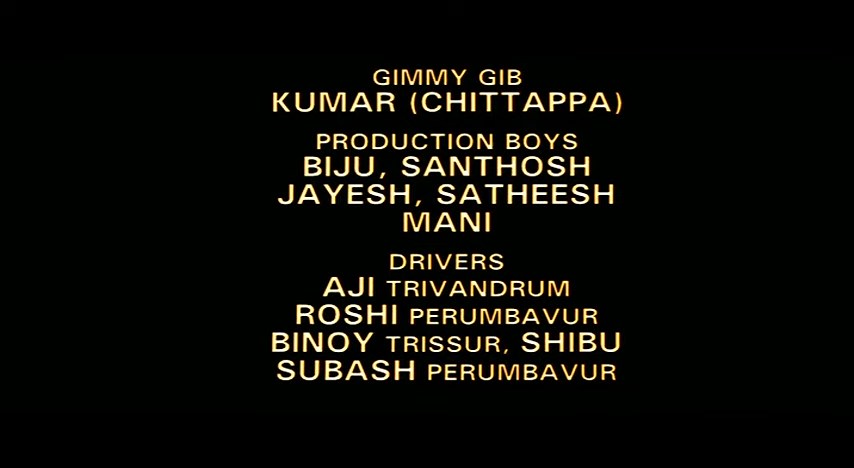 GIMMY GIB
KUMAR (CHITTAPPA)
PRODUCTION BOYS
BIJU, SANTHOSH
JAYESH, SATHEESH
MANI
DRIVERS
AJI TRIVANDRUM
ROSHI PERUMBAVUR
BINOY TRISSUR, SHIBU
SUBASH PERUMBAVUR